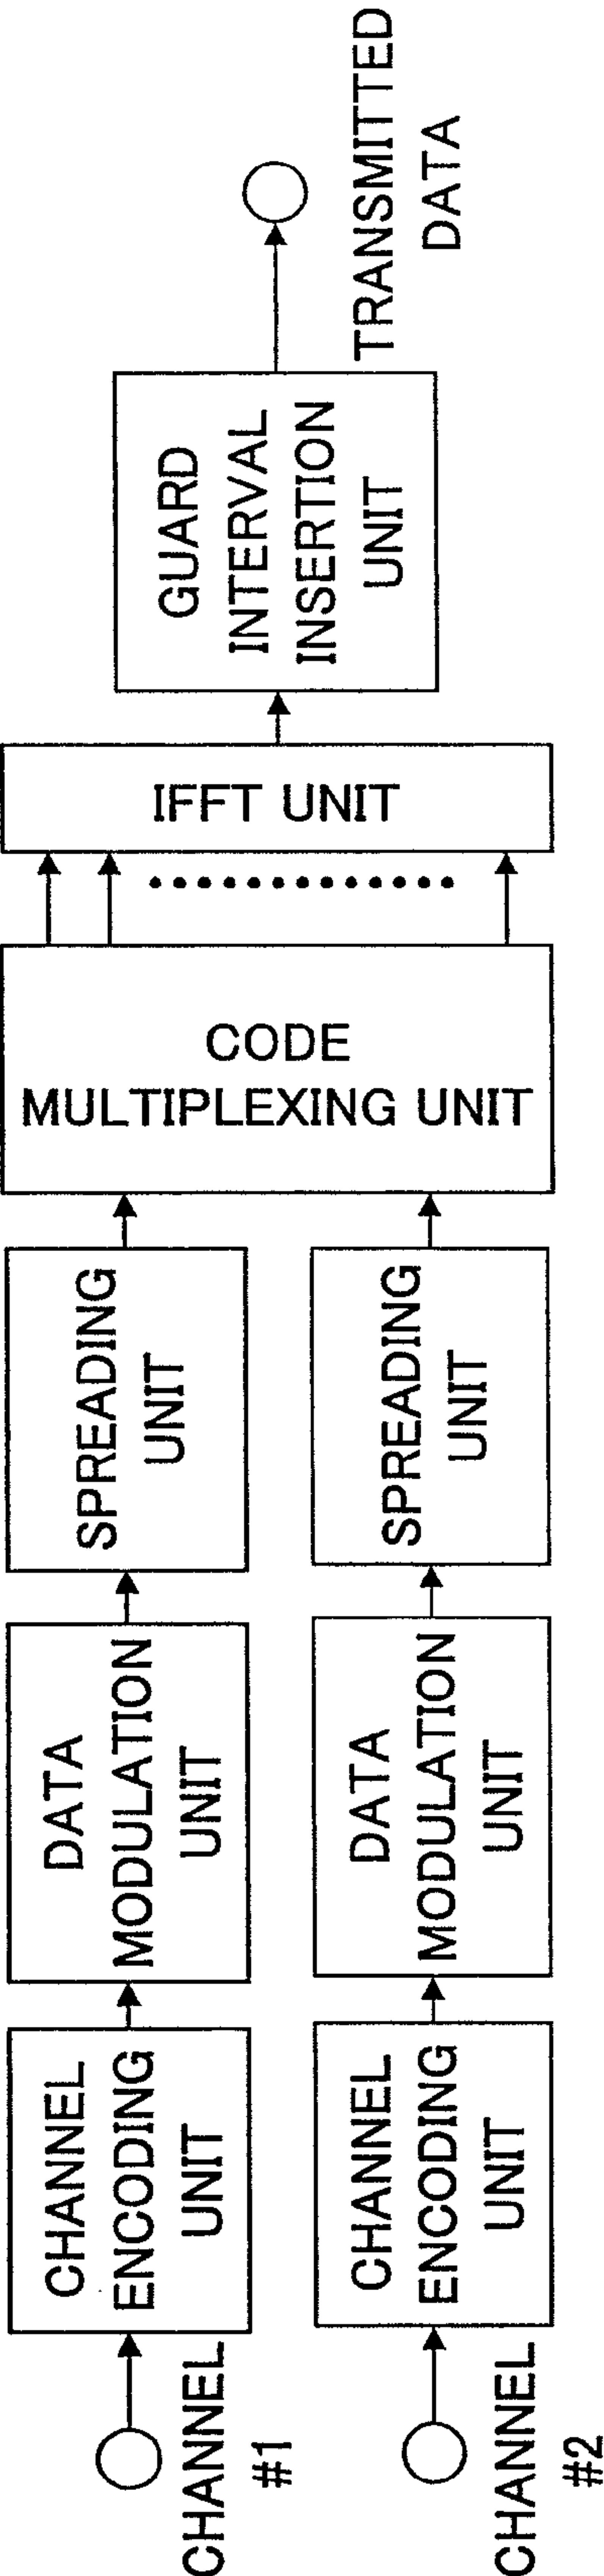 CHANNEL
#1
CHANNEL
ENCODING
UNIT
DATA
MODULATION
UNIT
SPREADING
UNIT
CHANNEL
#2
CHANNEL
ENCODING
UNIT
DATA
MODULATION
UNIT
SPREADING
UNIT
CODE
MULTIPLEXING UNIT
IFFT UNIT
GUARD
INTERVAL
INSERTION
UNIT
TRANSMITTED
DATA